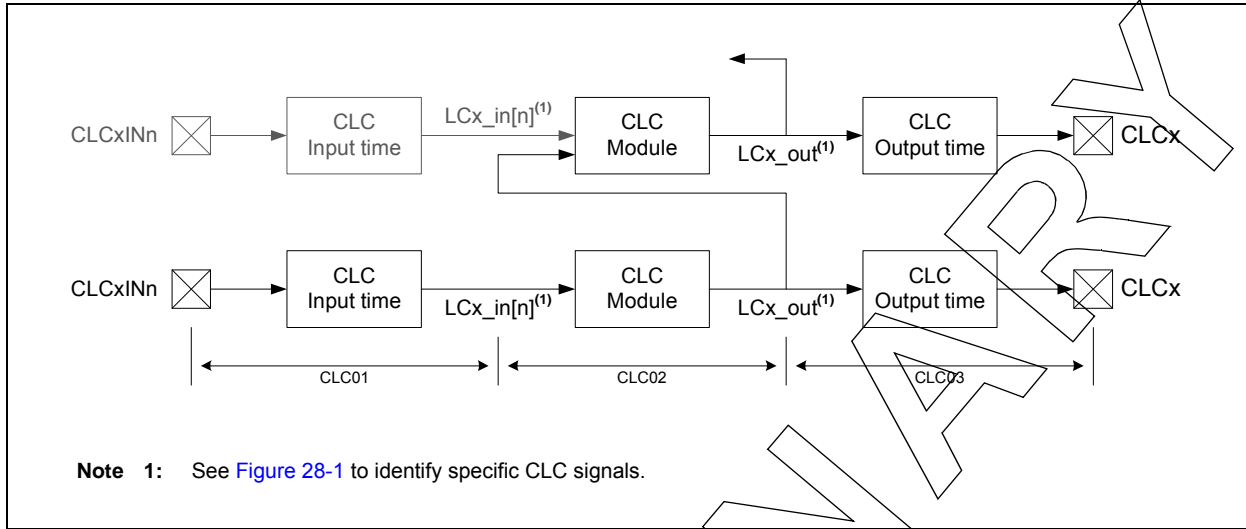 CLCxINn
CLC
Input time
LCx_in[n](1)
CLC
Module
LCx_out(1)
CLC
Output time
CLCx
CLCxINn
CLC
Input time
LCx_in[n](1)
CLC
Module
LCx_out(1)
CLC
Output time
CLCx
CLC01
CLC02
CLC03
Note 1: See Figure 28-1 to identify specific CLC signals.